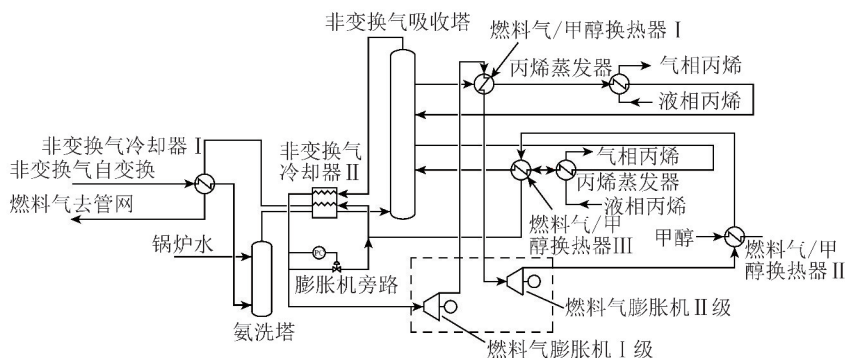 非变换气吸收塔
燃料气/甲醇换热器Ⅰ
丙烯蒸发器
气相丙烯
液相丙烯
非变换气冷却器Ⅰ
非变换气自变换
燃料气去管网
非变换气
冷却器Ⅱ
气相丙烯
丙烯蒸发器
液相丙烯
燃料气/甲
醇换热器Ⅲ
甲醇
燃料气/甲
醇换热器Ⅱ
锅炉水
PC
膨胀机旁路
氨洗塔
燃料气膨胀机Ⅱ级
燃料气膨胀机Ⅰ级